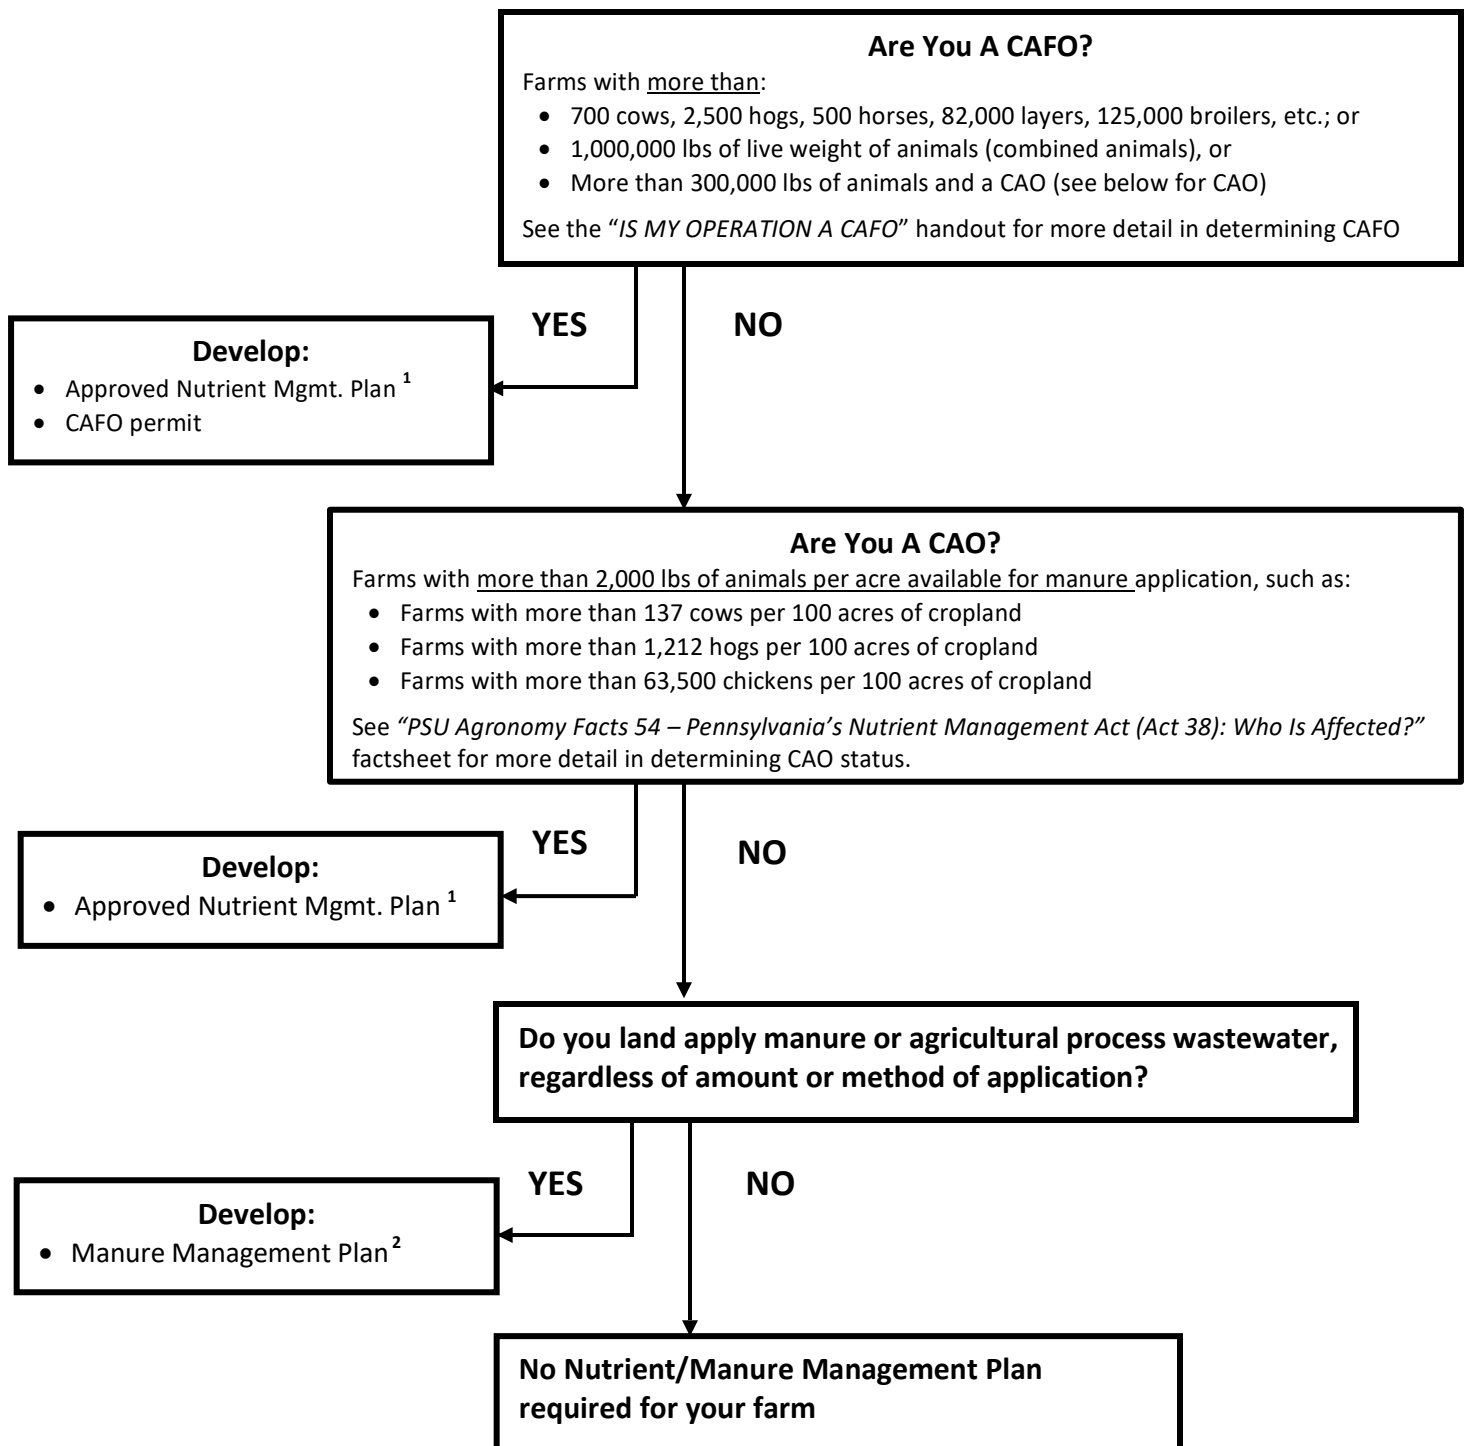 Are You A CAFO?
Farms with more than:
• 700 cows, 2,500 hogs, 500 horses, 82,000 layers, 125,000 broilers, etc.; or
• 1,000,000 lbs of live weight of animals (combined animals), or
• More than 300,000 lbs of animals and a CAO (see below for CAO)
See the “IS MY OPERATION A CAFO” handout for more detail in determining CAFO
YES
NO
Develop:
• Approved Nutrient Mgmt. Plan 1
• CAFO permit
Are You A CAO?
Farms with more than 2,000 lbs of animals per acre available for manure application, such as:
• Farms with more than 137 cows per 100 acres of cropland
• Farms with more than 1,212 hogs per 100 acres of cropland
• Farms with more than 63,500 chickens per 100 acres of cropland
See “PSU Agronomy Facts 54 – Pennsylvania’s Nutrient Management Act (Act 38): Who Is Affected?”
factsheet for more detail in determining CAO status.
YES
NO
Develop:
• Approved Nutrient Mgmt. Plan 1
Do you land apply manure or agricultural process wastewater,
regardless of amount or method of application?
YES
NO
Develop:
• Manure Management Plan 2
No Nutrient/Manure Management Plan
required for your farm